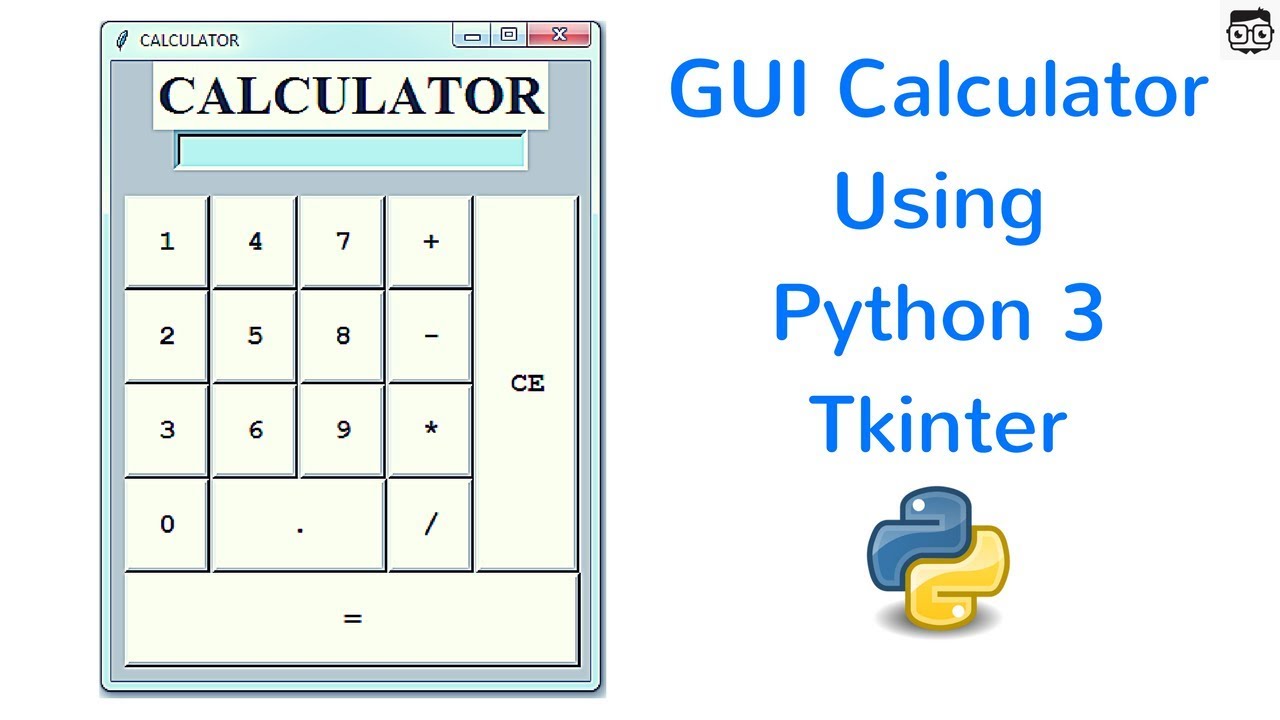 CALCULATOR
CALCULATOR
1 4 7 +
2 5 8 -
CE
3 6 9 *
0 . /
=
GUI Calculator
Using
Python 3
Tkinter